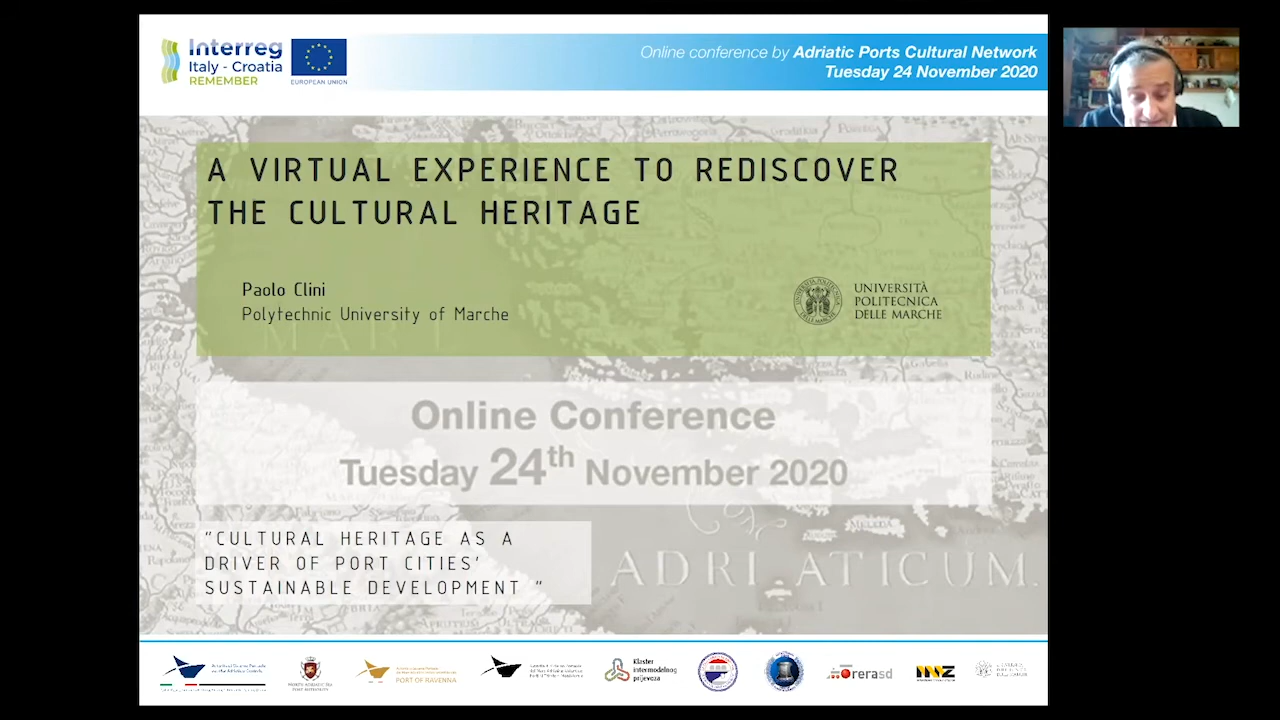 Interreg
Italy - Croatia
REMEMBER
EUROPEAN UNION
Online conference by Adriatic Ports Cultural Network
Tuesday 24 November 2020
A VIRTUAL EXPERIENCE TO REDISCOVER
THE CULTURAL HERITAGE
Paolo Clini
Polytechnic University of Marche
UNIVERSITÀ
POLITECNICA
DELLE MARCHE
Online Conference
Tuesday 24th November 2020
"CULTURAL HERITAGE AS A
DRIVER OF PORT CITIES'
SUSTAINABLE DEVELOPMENT "
ADRIATICUM.
PORT OF RAVENNA
Klaster
intermodalnog
prijevoza
orerasd